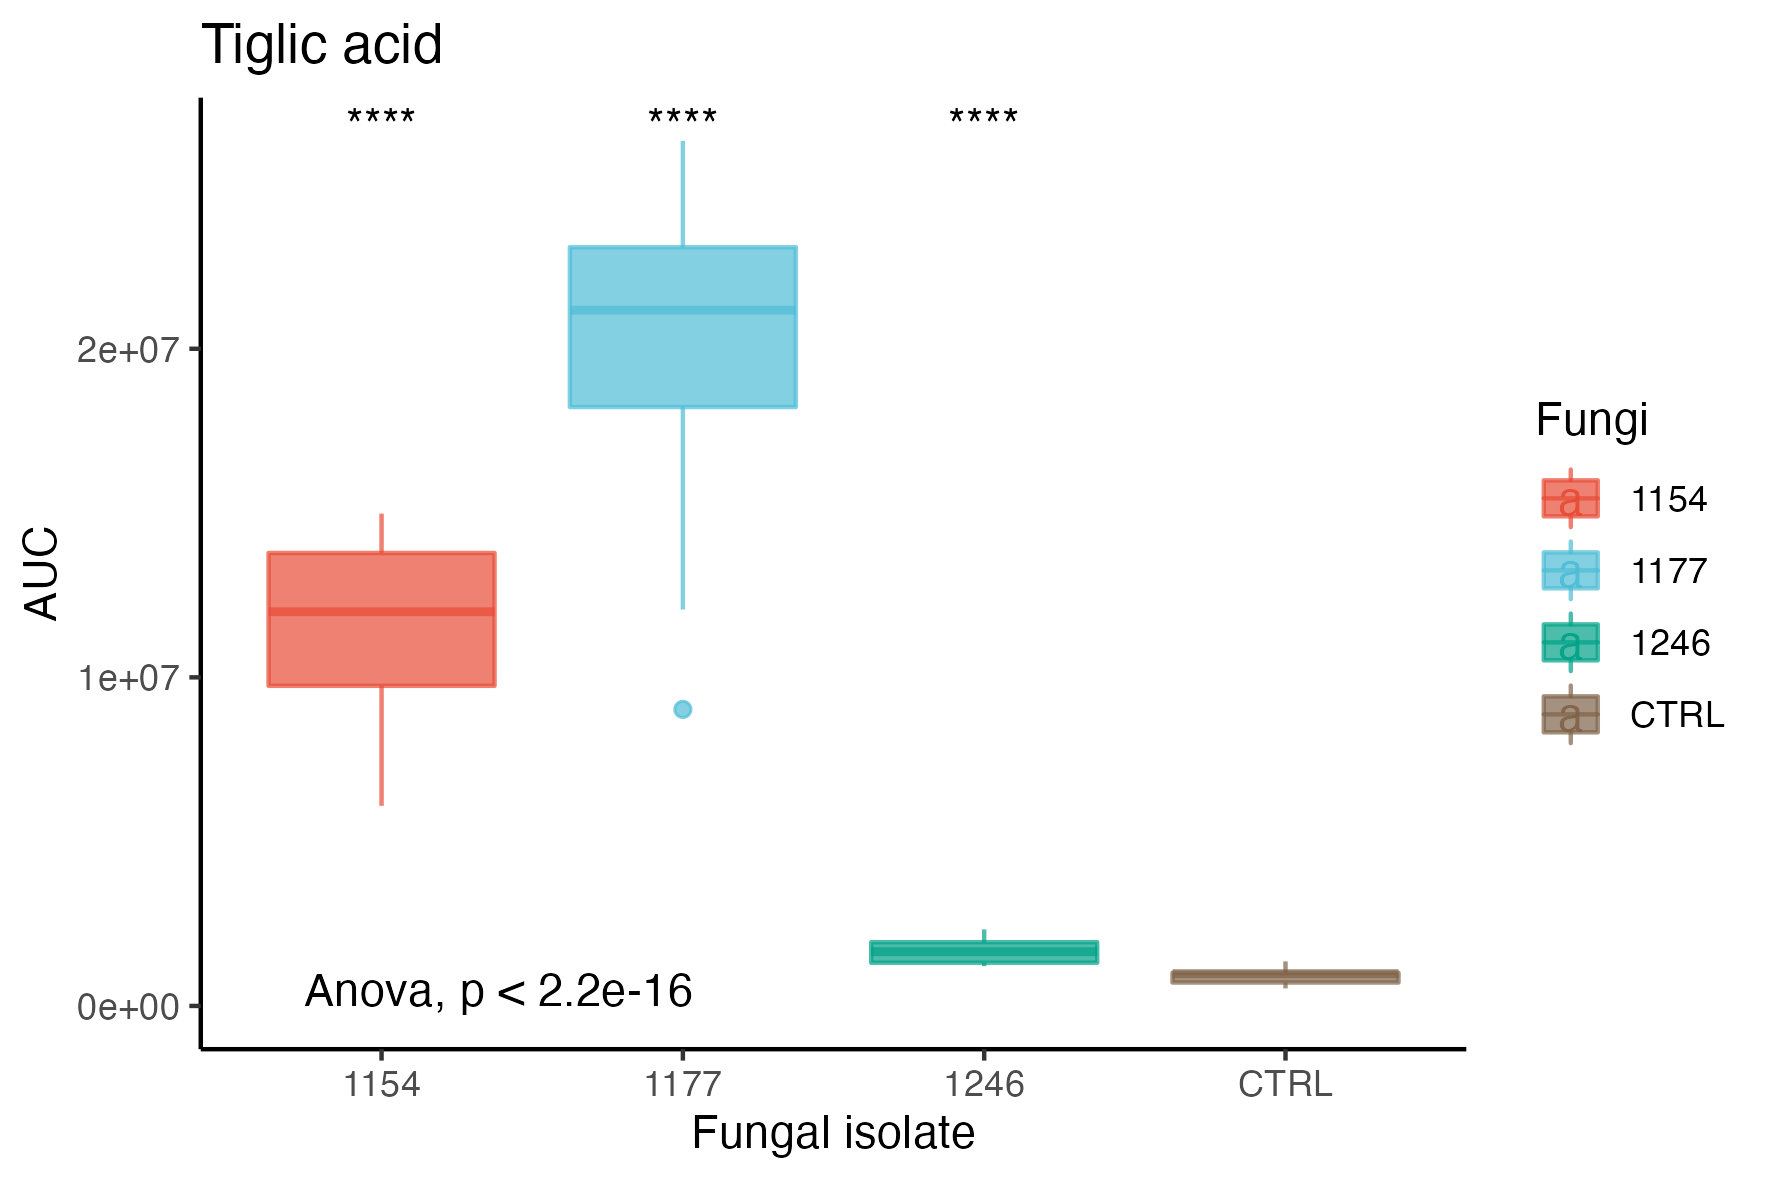 Tiglic acid
**** **** ****
2e+07
1e+07
0e+00
AUC
Anova, p < 2.2e-16
1154 1177 1246 CTRL
Fungal isolate
Fungi
a 1154
a 1177
a 1246
a CTRL